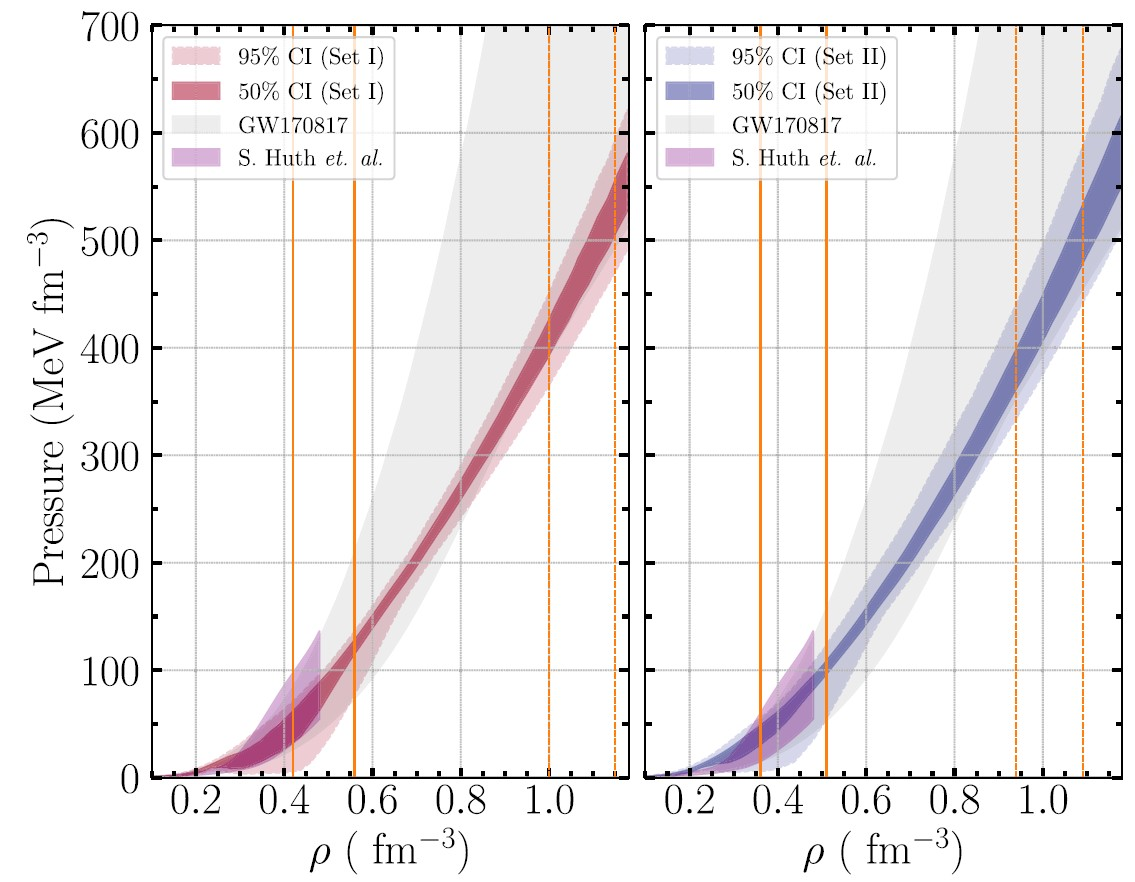 Pressure (MeV fm⁻³)
700
600
500
400
300
200
100
0
95% CI (Set I)
50% CI (Set I)
GW170817
S. Huth et. al.
0.2 0.4 0.6 0.8 1.0
ρ ( fm⁻³)
95% CI (Set II)
50% CI (Set II)
GW170817
S. Huth et. al.
0.2 0.4 0.6 0.8 1.0
ρ ( fm⁻³)